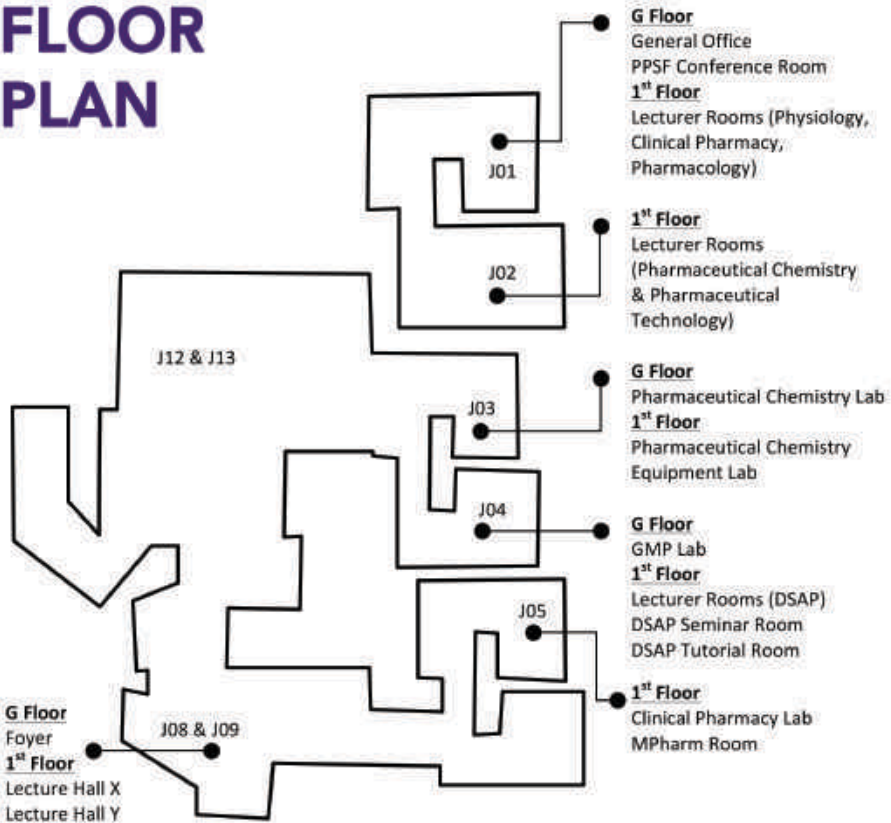 FLOOR
PLAN
G Floor
General Office
PPSF Conference Room
1st Floor
Lecturer Rooms (Physiology,
Clinical Pharmacy,
Pharmacology)
J01
1st Floor
Lecturer Rooms
(Pharmaceutical Chemistry
& Pharmaceutical
Technology)
J02
J12 & J13
G Floor
Pharmaceutical Chemistry Lab
1st Floor
Pharmaceutical Chemistry
Equipment Lab
J03
J04
G Floor
GMP Lab
1st Floor
Lecturer Rooms (DSAP)
DSAP Seminar Room
DSAP Tutorial Room
J05
1st Floor
Clinical Pharmacy Lab
MPharm Room
G Floor
Foyer
1st Floor
Lecture Hall X
Lecture Hall Y
J08 & J09